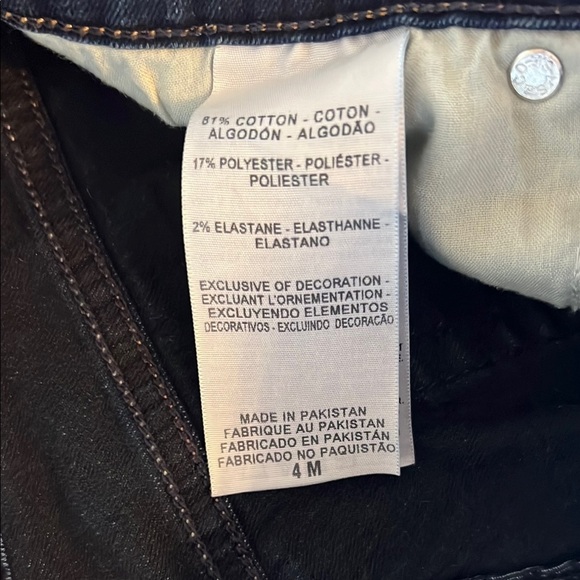 81% COTTON - COTON -
ALGODÓN - ALGODÃO
17% POLYESTER - POLIÉSTER -
POLIESTER
2% ELASTANE - ELASTHANNE -
ELASTANO
EXCLUSIVE OF DECORATION -
EXCLUANT L'ORNEMENTATION -
EXCLUYENDO ELEMENTOS
DECORATIVOS - EXCLUINDO DECORAÇÃO
MADE IN PAKISTAN
FABRIQUE AU PAKISTAN
FABRICADO EN PAKISTÁN
FABRICADO NO PAQUISTÃO
4 M